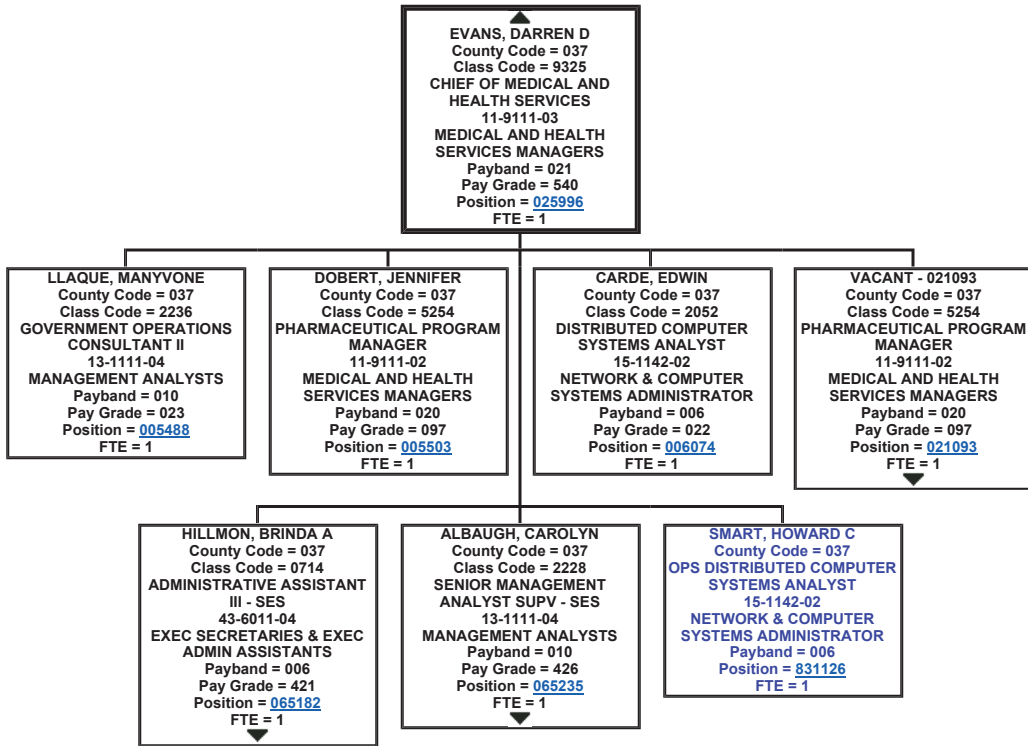 EVANS, DARREN D
County Code = 037
Class Code = 9325
CHIEF OF MEDICAL AND
HEALTH SERVICES
11-9111-03
MEDICAL AND HEALTH
SERVICES MANAGERS
Payband = 021
Pay Grade = 540
Position = 025996
FTE = 1
LLAQUE, MANYVONE
County Code = 037
Class Code = 2236
GOVERNMENT OPERATIONS
CONSULTANT II
13-1111-04
MANAGEMENT ANALYSTS
Payband = 010
Pay Grade = 023
Position = 005488
FTE = 1
DOBERT, JENNIFER
County Code = 037
Class Code = 5254
PHARMACEUTICAL PROGRAM
MANAGER
11-9111-02
MEDICAL AND HEALTH
SERVICES MANAGERS
Payband = 020
Pay Grade = 097
Position = 005503
FTE = 1
CARDE, EDWIN
County Code = 037
Class Code = 2052
DISTRIBUTED COMPUTER
SYSTEMS ANALYST
15-1142-02
NETWORK & COMPUTER
SYSTEMS ADMINISTRATOR
Payband = 006
Pay Grade = 022
Position = 006074
FTE = 1
VACANT - 021093
County Code = 037
Class Code = 5254
PHARMACEUTICAL PROGRAM
MANAGER
11-9111-02
MEDICAL AND HEALTH
SERVICES MANAGERS
Payband = 020
Pay Grade = 097
Position = 021093
FTE = 1
HILLMON, BRINDA A
County Code = 037
Class Code = 0714
ADMINISTRATIVE ASSISTANT
III - SES
43-6011-04
EXEC SECRETARIES & EXEC
ADMIN ASSISTANTS
Payband = 006
Pay Grade = 421
Position = 065182
FTE = 1
ALBAUGH, CAROLYN
County Code = 037
Class Code = 2228
SENIOR MANAGEMENT
ANALYST SUPV - SES
13-1111-04
MANAGEMENT ANALYSTS
Payband = 010
Pay Grade = 426
Position = 065235
FTE = 1
SMART, HOWARD C
County Code = 037
OPS DISTRIBUTED COMPUTER
SYSTEMS ANALYST
15-1142-02
NETWORK & COMPUTER
SYSTEMS ADMINISTRATOR
Payband = 006
Position = 831126
FTE = 1